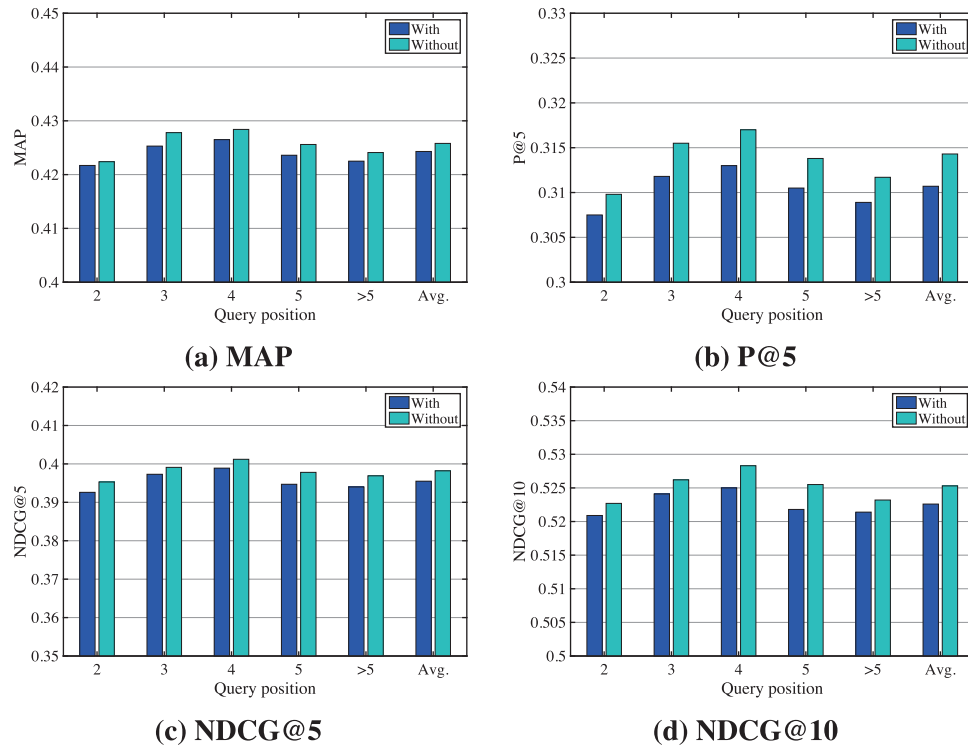 0.45
0.44
0.43
0.42
0.41
0.4
MAP
With
Without
2 3 4 5 >5 Avg.
Query position
(a) MAP
0.33
0.325
0.32
0.315
0.31
0.305
0.3
P@5
With
Without
2 3 4 5 >5 Avg.
Query position
(b) P@5
0.42
0.41
0.4
0.39
0.38
0.37
0.36
0.35
NDCG@5
With
Without
2 3 4 5 >5 Avg.
Query position
(c) NDCG@5
0.54
0.535
0.53
0.525
0.52
0.515
0.51
0.505
0.5
NDCG@10
With
Without
2 3 4 5 >5 Avg.
Query position
(d) NDCG@10